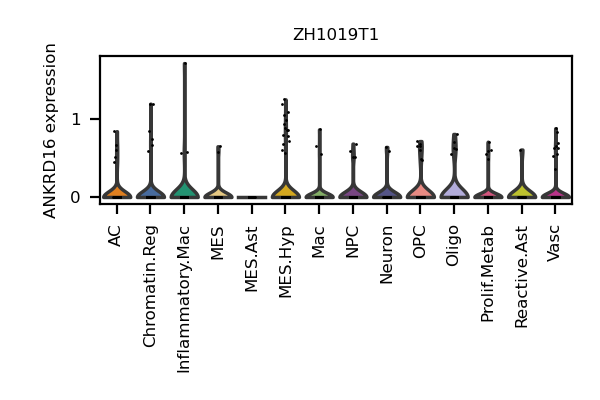 ZH1019T1
ANKRD16 expression
1
0
AC
Chromatin.Reg
Inflammatory.Mac
MES
MES.Ast
MES.Hyp
Mac
NPC
Neuron
OPC
Oligo
Prolif.Metab
Reactive.Ast
Vasc